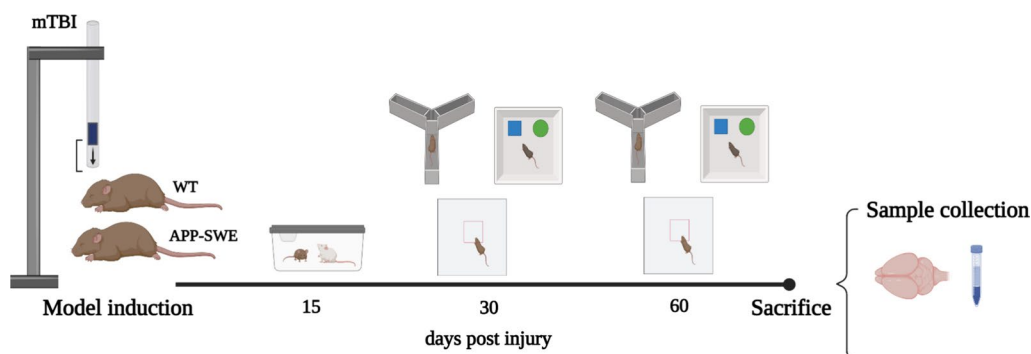 mTBI
WT
APP-SWE
Sample collection
Model induction
15
30
60
Sacrifice
days post injury